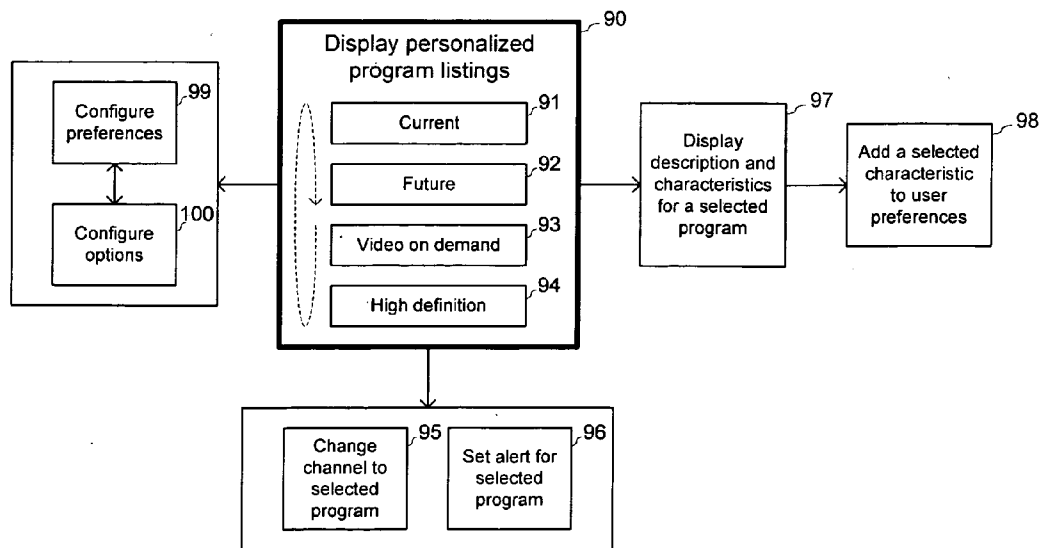 90
Display personalized
program listings
91
Current
92
Future
93
Video on demand
94
High definition
99
Configure
preferences
100
Configure
options
97
Display
description and
characteristics
for a selected
program
98
Add a selected
characteristic
to user
preferences
95
Change
channel to
selected
program
96
Set alert for
selected
program